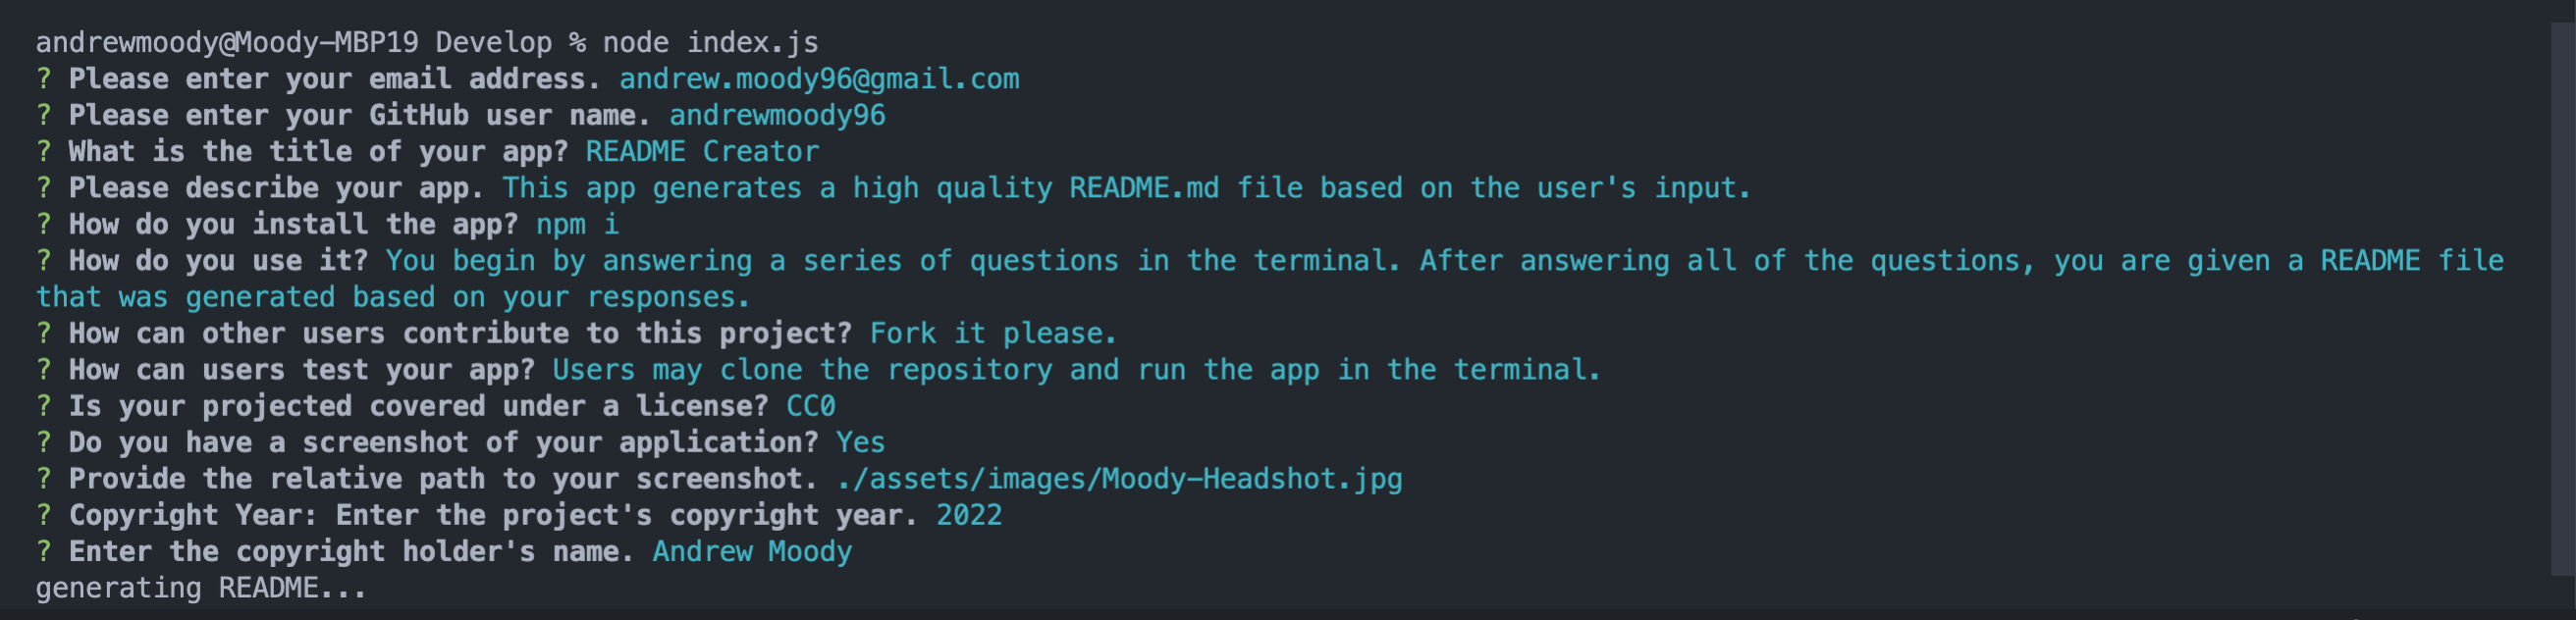 andrewmoody@Moody-MBP19 Develop % node index.js
? Please enter your email address. andrew.moody96@gmail.com
? Please enter your GitHub user name. andrewmoody96
? What is the title of your app? README Creator
? Please describe your app. This app generates a high quality README.md file based on the user's input.
? How do you install the app? npm i
? How do you use it? You begin by answering a series of questions in the terminal. After answering all of the questions, you are given a README file
that was generated based on your responses.
? How can other users contribute to this project? Fork it please.
? How can users test your app? Users may clone the repository and run the app in the terminal.
? Is your projected covered under a license? CC0
? Do you have a screenshot of your application? Yes
? Provide the relative path to your screenshot. ./assets/images/Moody-Headshot.jpg
? Copyright Year: Enter the project's copyright year. 2022
? Enter the copyright holder's name. Andrew Moody
generating README...